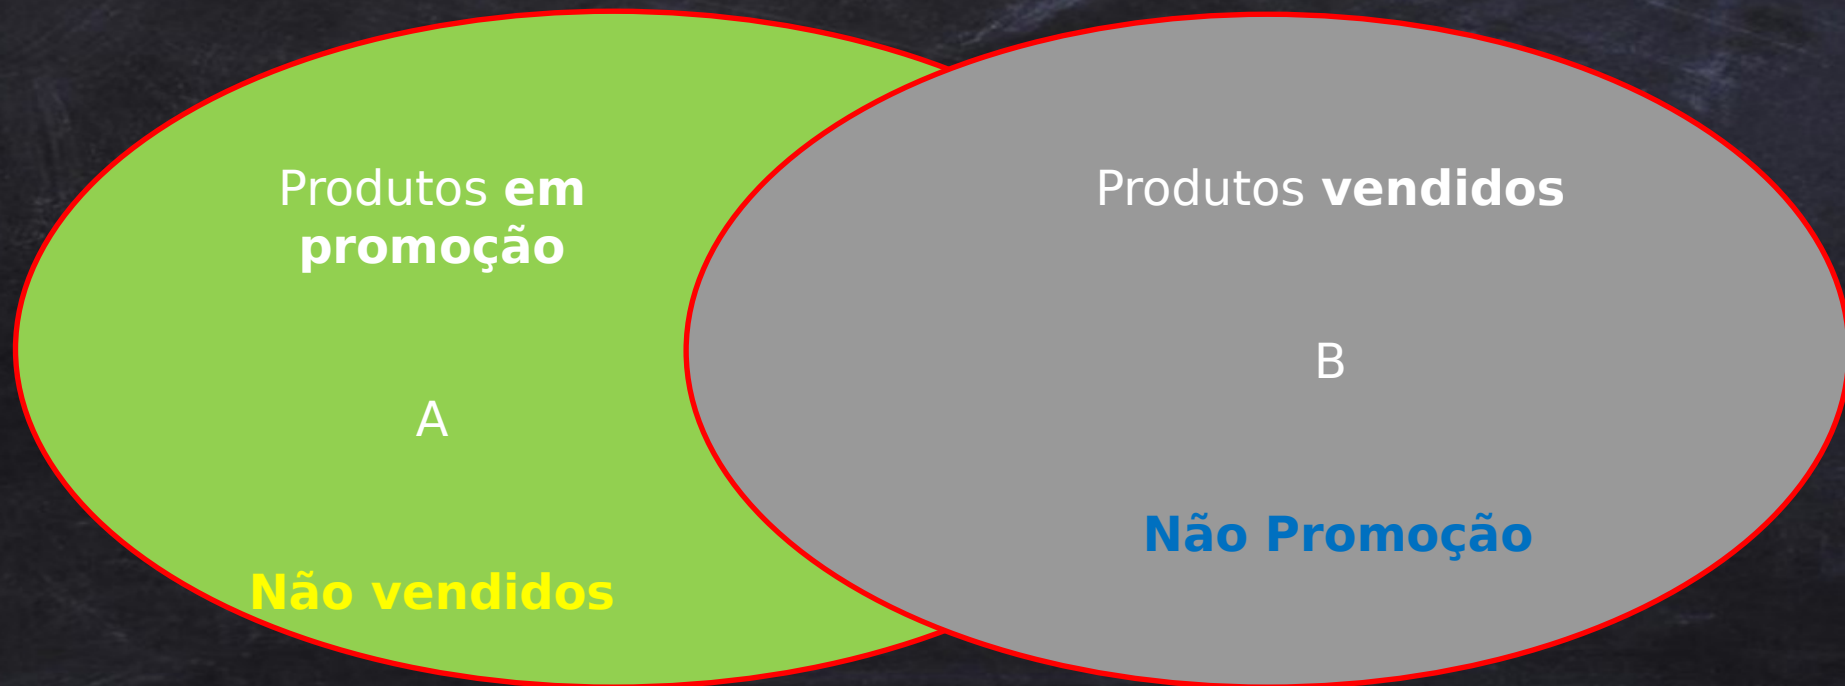 Produtos em
promoção
A
Não vendidos
Produtos vendidos
B
Não Promoção